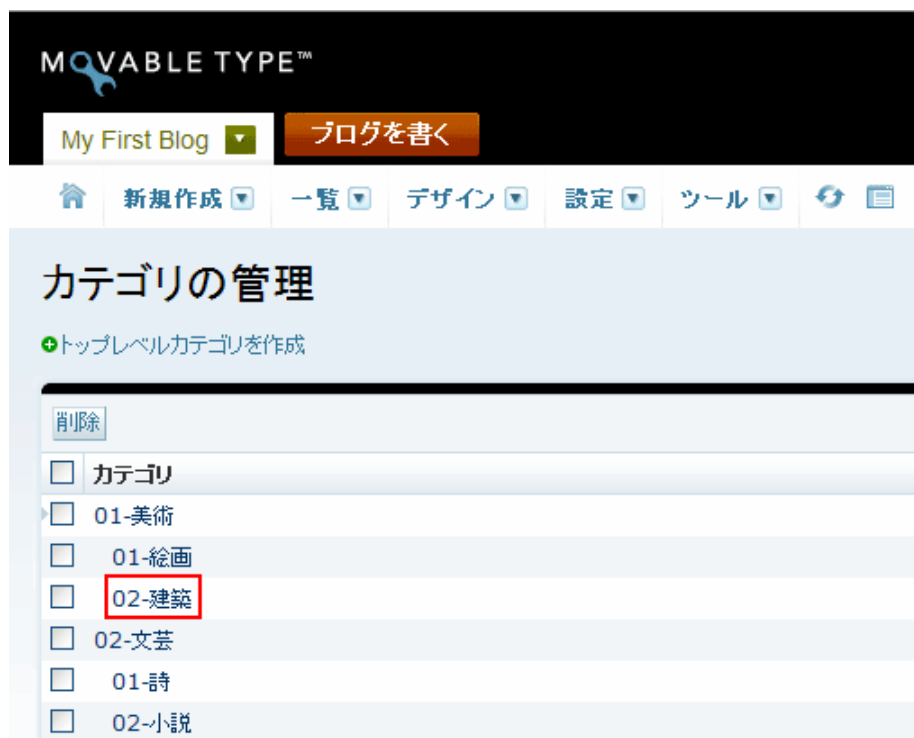 MOVABLE TYPE™
My First Blog ブログを書く
新規作成 一覧 デザイン 設定 ツール
カテゴリの管理
トップレベルカテゴリを作成
削除
カテゴリ
01-美術
01-絵画
02-建築
02-文芸
01-詩
02-小説